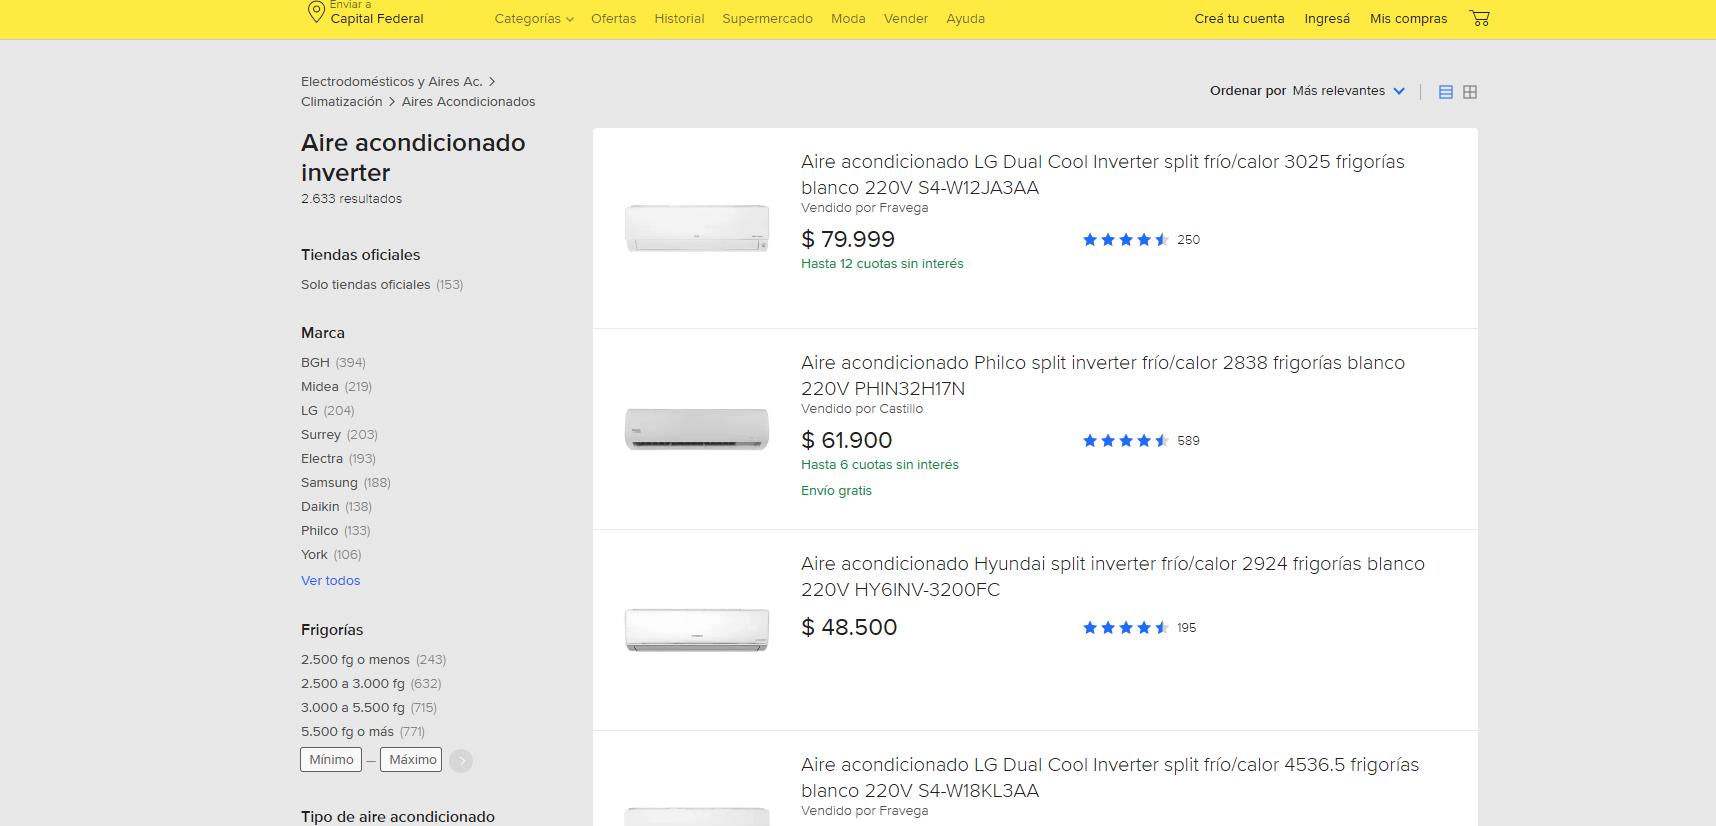 Enviar a
Capital Federal
Categorías
Ofertas
Historial
Supermercado
Moda
Vender
Ayuda
Creá tu cuenta
Ingresá
Mis compras
Electrodomésticos y Aires Ac.
Climatización
Aires Acondicionados
Ordenar por Más relevantes
Aire acondicionado
inverter
2.633 resultados
Tiendas oficiales
Solo tiendas oficiales (153)
Marca
BGH (394)
Midea (219)
LG (204)
Surrey (203)
Electra (193)
Samsung (188)
Daikin (138)
Philco (133)
York (106)
Ver todos
Frigorías
2.500 fg o menos (243)
2.500 a 3.000 fg (632)
3.000 a 5.500 fg (715)
5.500 fg o más (771)
Mínimo — Máximo
Tipo de aire acondicionado
Aire acondicionado LG Dual Cool Inverter split frío/calor 3025 frigorías
blanco 220V S4-W12JA3AA
Vendido por Fravega
$ 79.999
250
Hasta 12 cuotas sin interés
Aire acondicionado Philco split inverter frío/calor 2838 frigorías blanco
220V PHIN32H17N
Vendido por Castillo
$ 61.900
589
Hasta 6 cuotas sin interés
Envío gratis
Aire acondicionado Hyundai split inverter frío/calor 2924 frigorías blanco
220V HY6INV-3200FC
$ 48.500
195
Aire acondicionado LG Dual Cool Inverter split frío/calor 4536.5 frigorías
blanco 220V S4-W18KL3AA
Vendido por Fravega